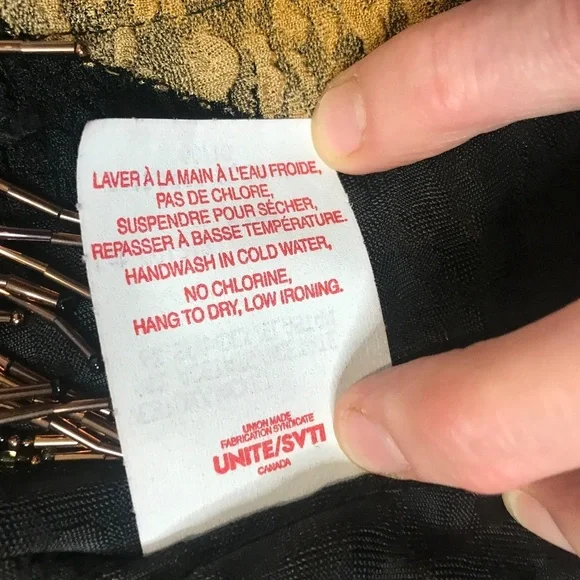 LAVER À LA MAIN À L'EAU FROIDE,
PAS DE CHLORE,
SUSPENDRE POUR SÉCHER,
REPASSER À BASSE TEMPÉRATURE.
HANDWASH IN COLD WATER,
NO CHLORINE,
HANG TO DRY, LOW IRONING.
UNION MADE
FABRICATION SYNDICATE
UNITE/SVTI
CANADA